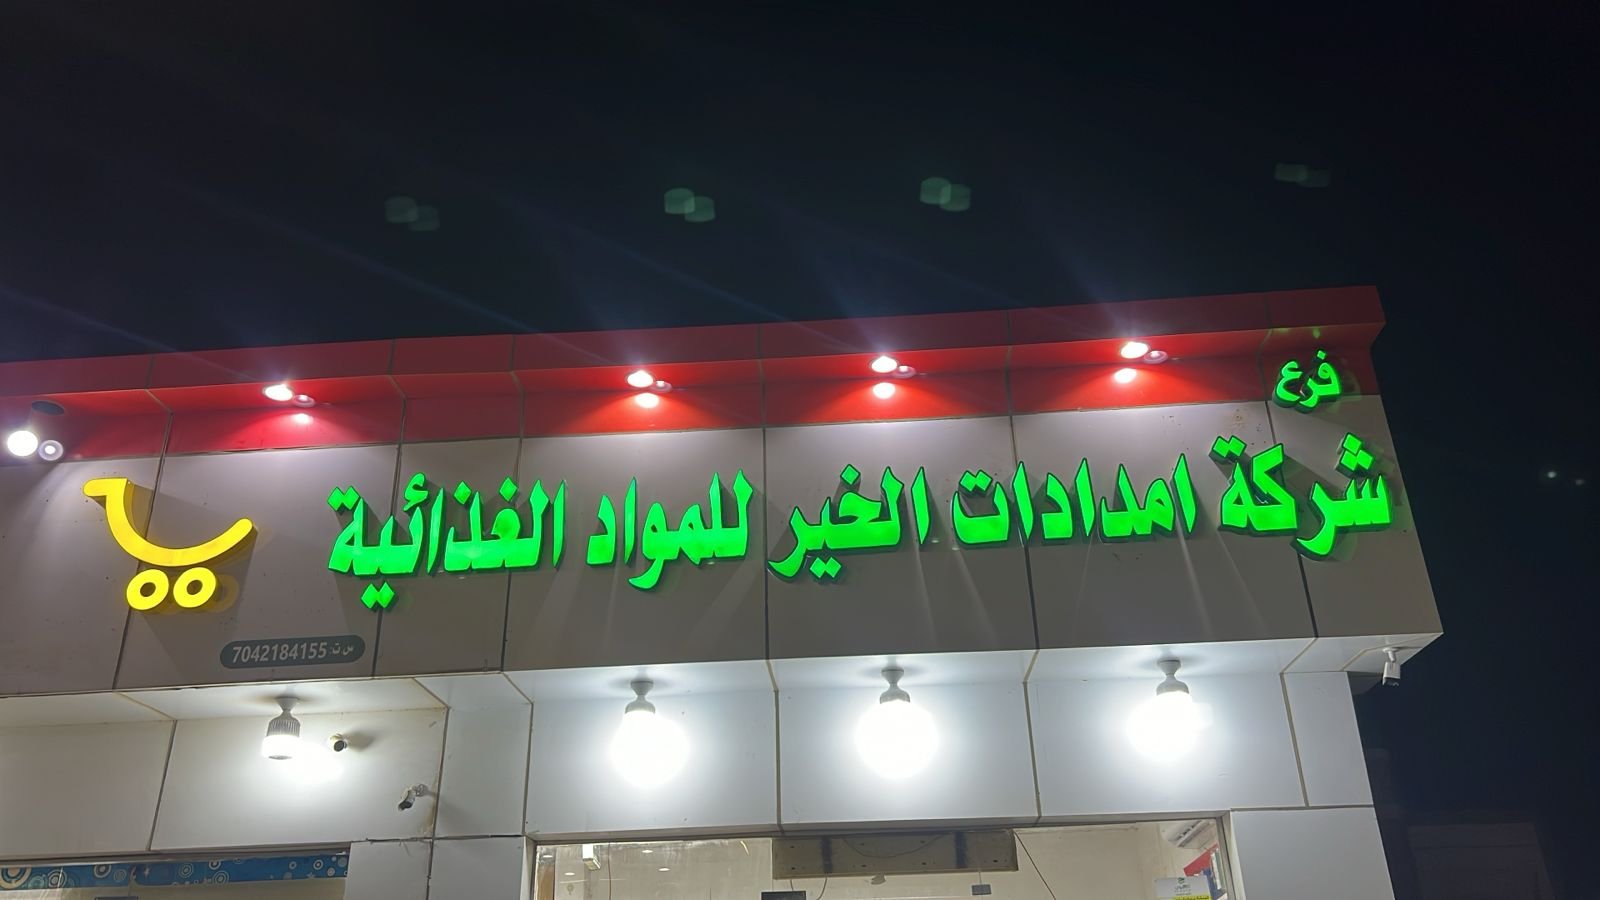 فرع
شركة امدادات الخير للمواد الغذائية
س ت: 7042184155